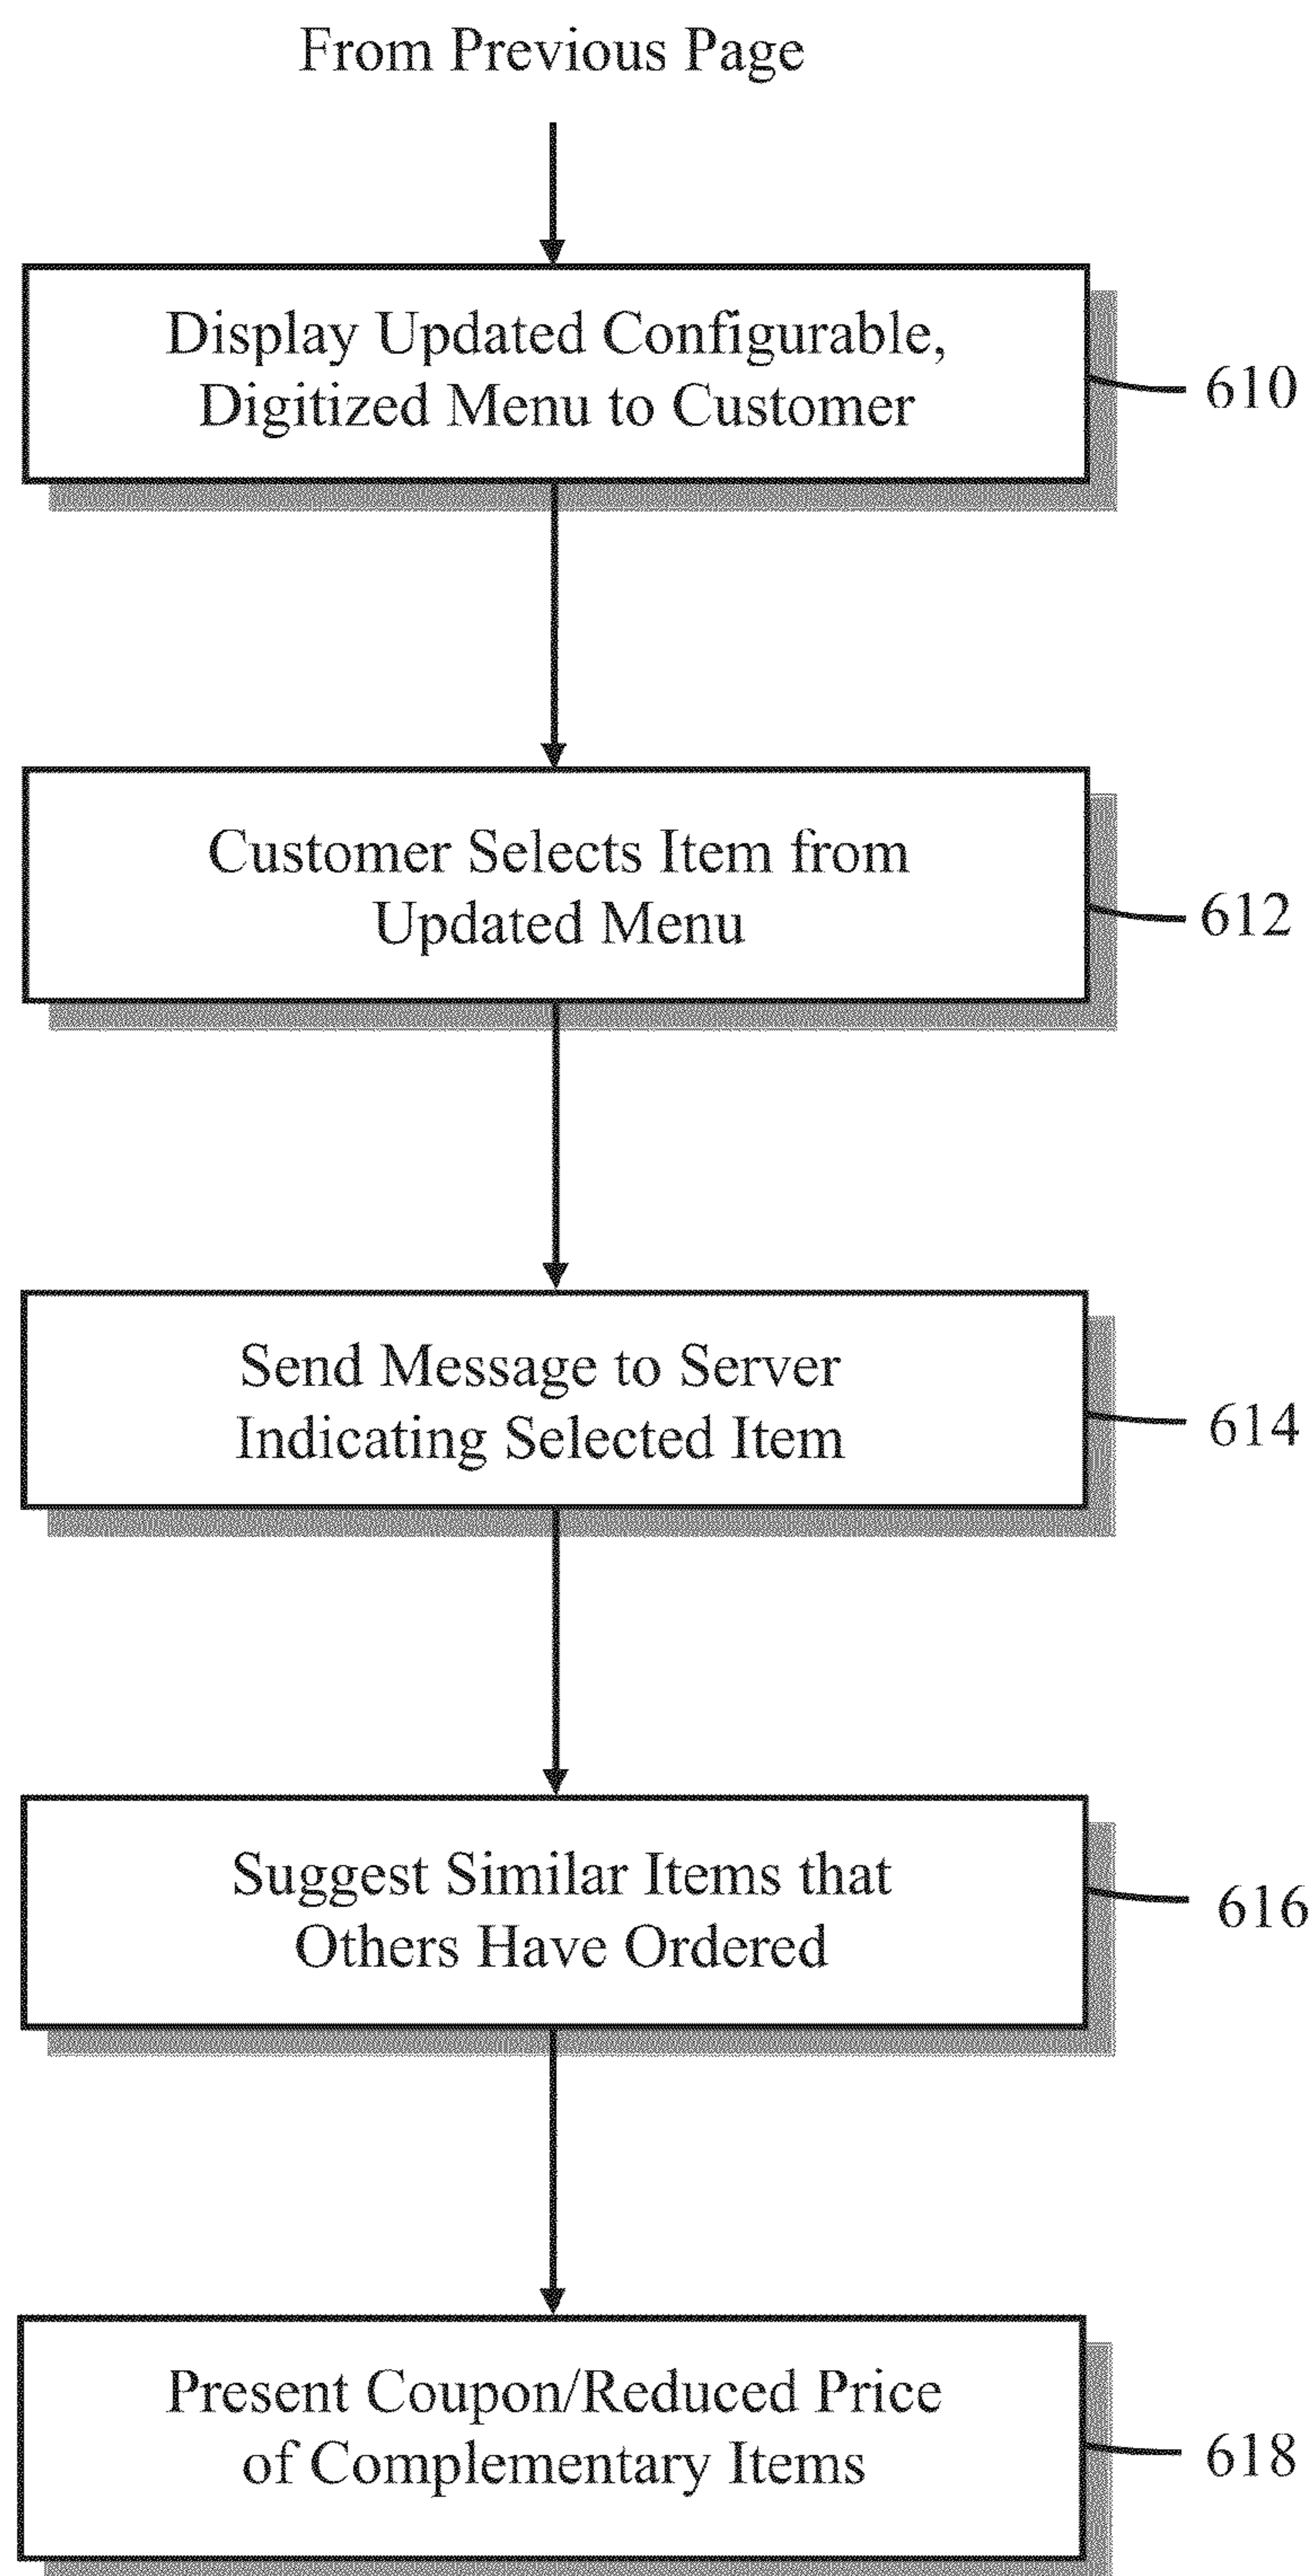 From Previous Page
Display Updated Configurable,
Digitized Menu to Customer
610
Customer Selects Item from
Updated Menu
612
Send Message to Server
Indicating Selected Item
614
Suggest Similar Items that
Others Have Ordered
616
Present Coupon/Reduced Price
of Complementary Items
618